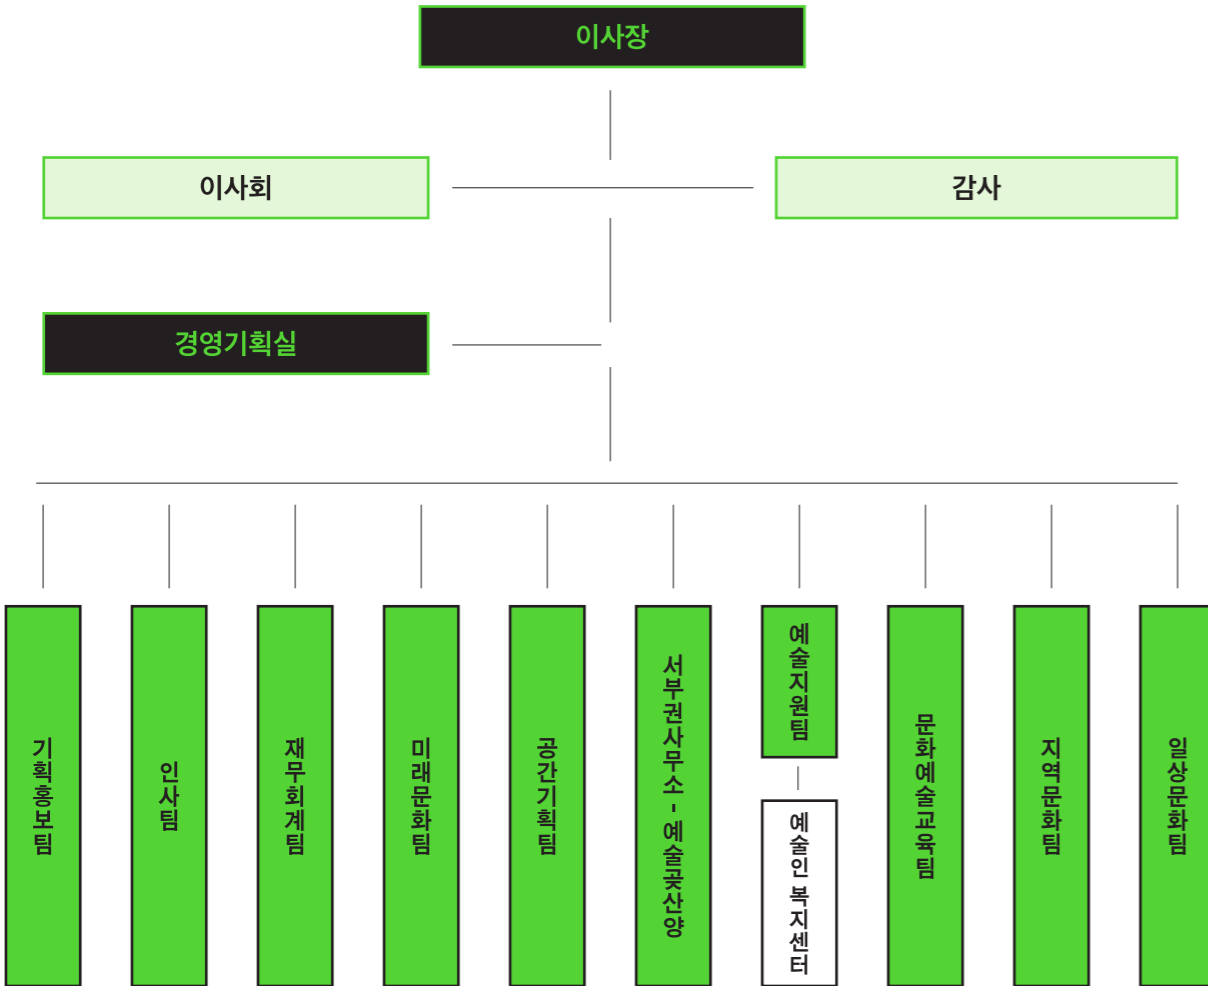 이사장
이사회
감사
경영기획실
기획홍보팀
인사팀
재무회계팀
미래문화팀
공간기획팀
서부권사무소 - 예술곶산양
예술지원팀
예술인 복지센터
문화예술교육팀
지역문화팀
일상문화팀